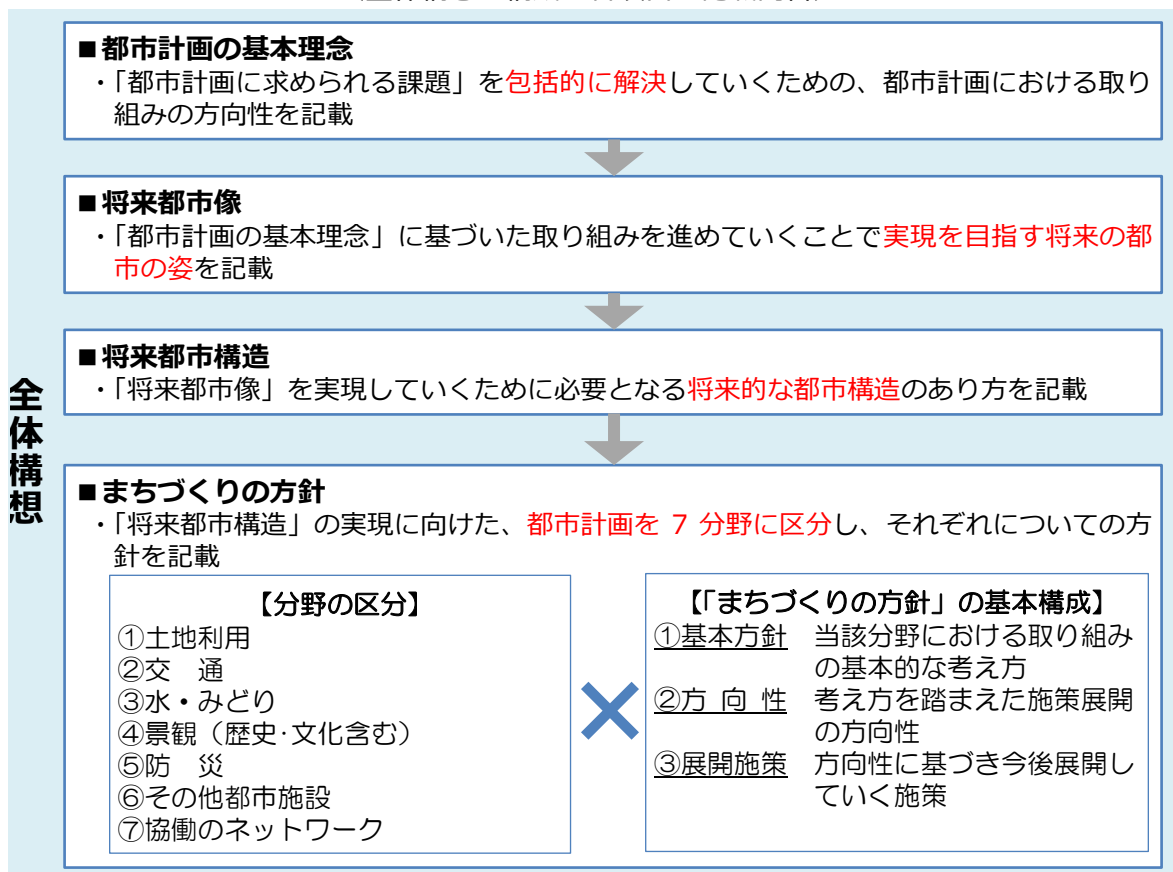 全体構想
■都市計画の基本理念
・「都市計画に求められる課題」を包括的に解決していくための、都市計画における取り
組みの方向性を記載
■将来都市像
・「都市計画の基本理念」に基づいた取り組みを進めていくことで実現を目指す将来の都
市の姿を記載
■将来都市構造
・「将来都市像」を実現していくために必要となる将来的な都市構造のあり方を記載
■まちづくりの方針
・「将来都市構造」の実現に向けた、都市計画を 7 分野に区分し、それぞれについての方
針を記載
【分野の区分】
①土地利用
②交　通
③水・みどり
④景観（歴史・文化含む）
⑤防　災
⑥その他都市施設
⑦協働のネットワーク
【「まちづくりの方針」の基本構成】
①基本方針　当該分野における取り組み
の基本的な考え方
②方 向 性　考え方を踏まえた施策展開
の方向性
③展開施策　方向性に基づき今後展開し
ていく施策